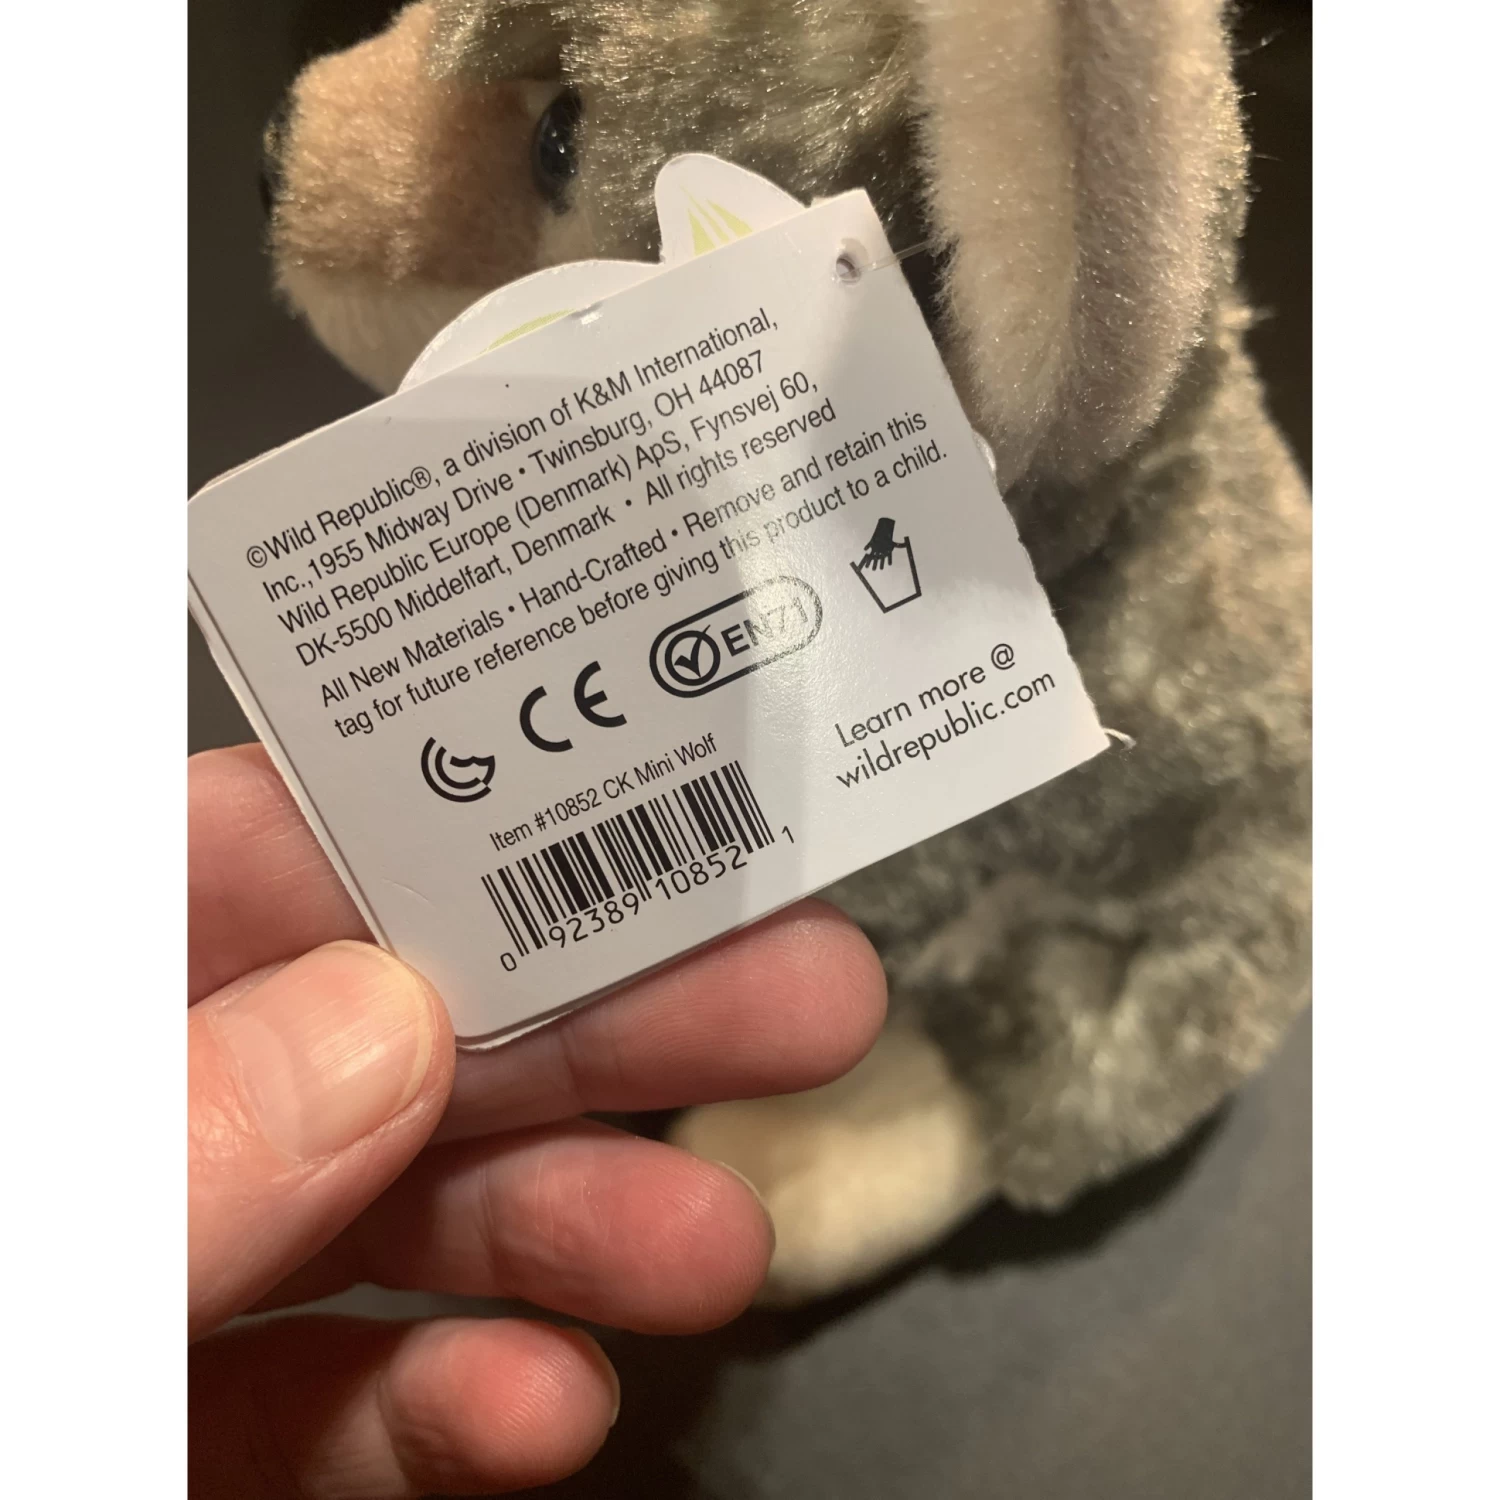 ©Wild Republic®, a division of K&M International,
Inc.,1955 Midway Drive • Twinsburg, OH 44087
Wild Republic Europe (Denmark) ApS, Fynsvej 60,
DK-5500 Middelfart, Denmark • All rights reserved
All New Materials • Hand-Crafted • Remove and retain this
tag for future reference before giving this product to a child.
CE EN71
Learn more @
wildrepublic.com
Item #10852 CK Mini Wolf
0 92389 10852 1